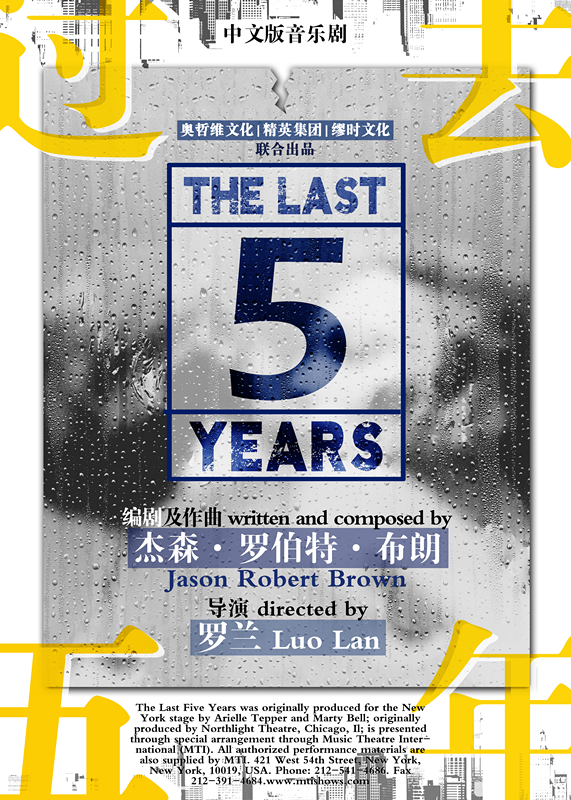 中文版音乐剧
过去
奥哲维文化|精英集团|缪时文化
联合出品
THE LAST
5
YEARS
编剧及作曲 written and composed by
杰森·罗伯特·布朗
Jason Robert Brown
导演 directed by
罗兰 Luo Lan
五年
The Last Five Years was originally produced for the New
York stage by Arielle Tepper and Marty Bell; originally
produced by Northlight Theatre, Chicago, Il; is presented
through special arrangement through Music Theatre Inter-
national (MTI). All authorized performance materials are
also supplied by MTI. 421 West 54th Street, New York,
New York, 10019, USA. Phone: 212-541-4686. Fax
212-391-4684.www.mtishows.com